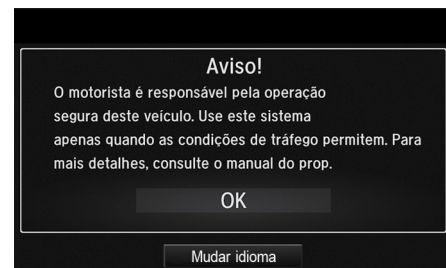 Aviso!
O motorista é responsável pela operação
segura deste veículo. Use este sistema
apenas quando as condições de tráfego permitem. Para
mais detalhes, consulte o manual do prop.
OK
Mudar idioma